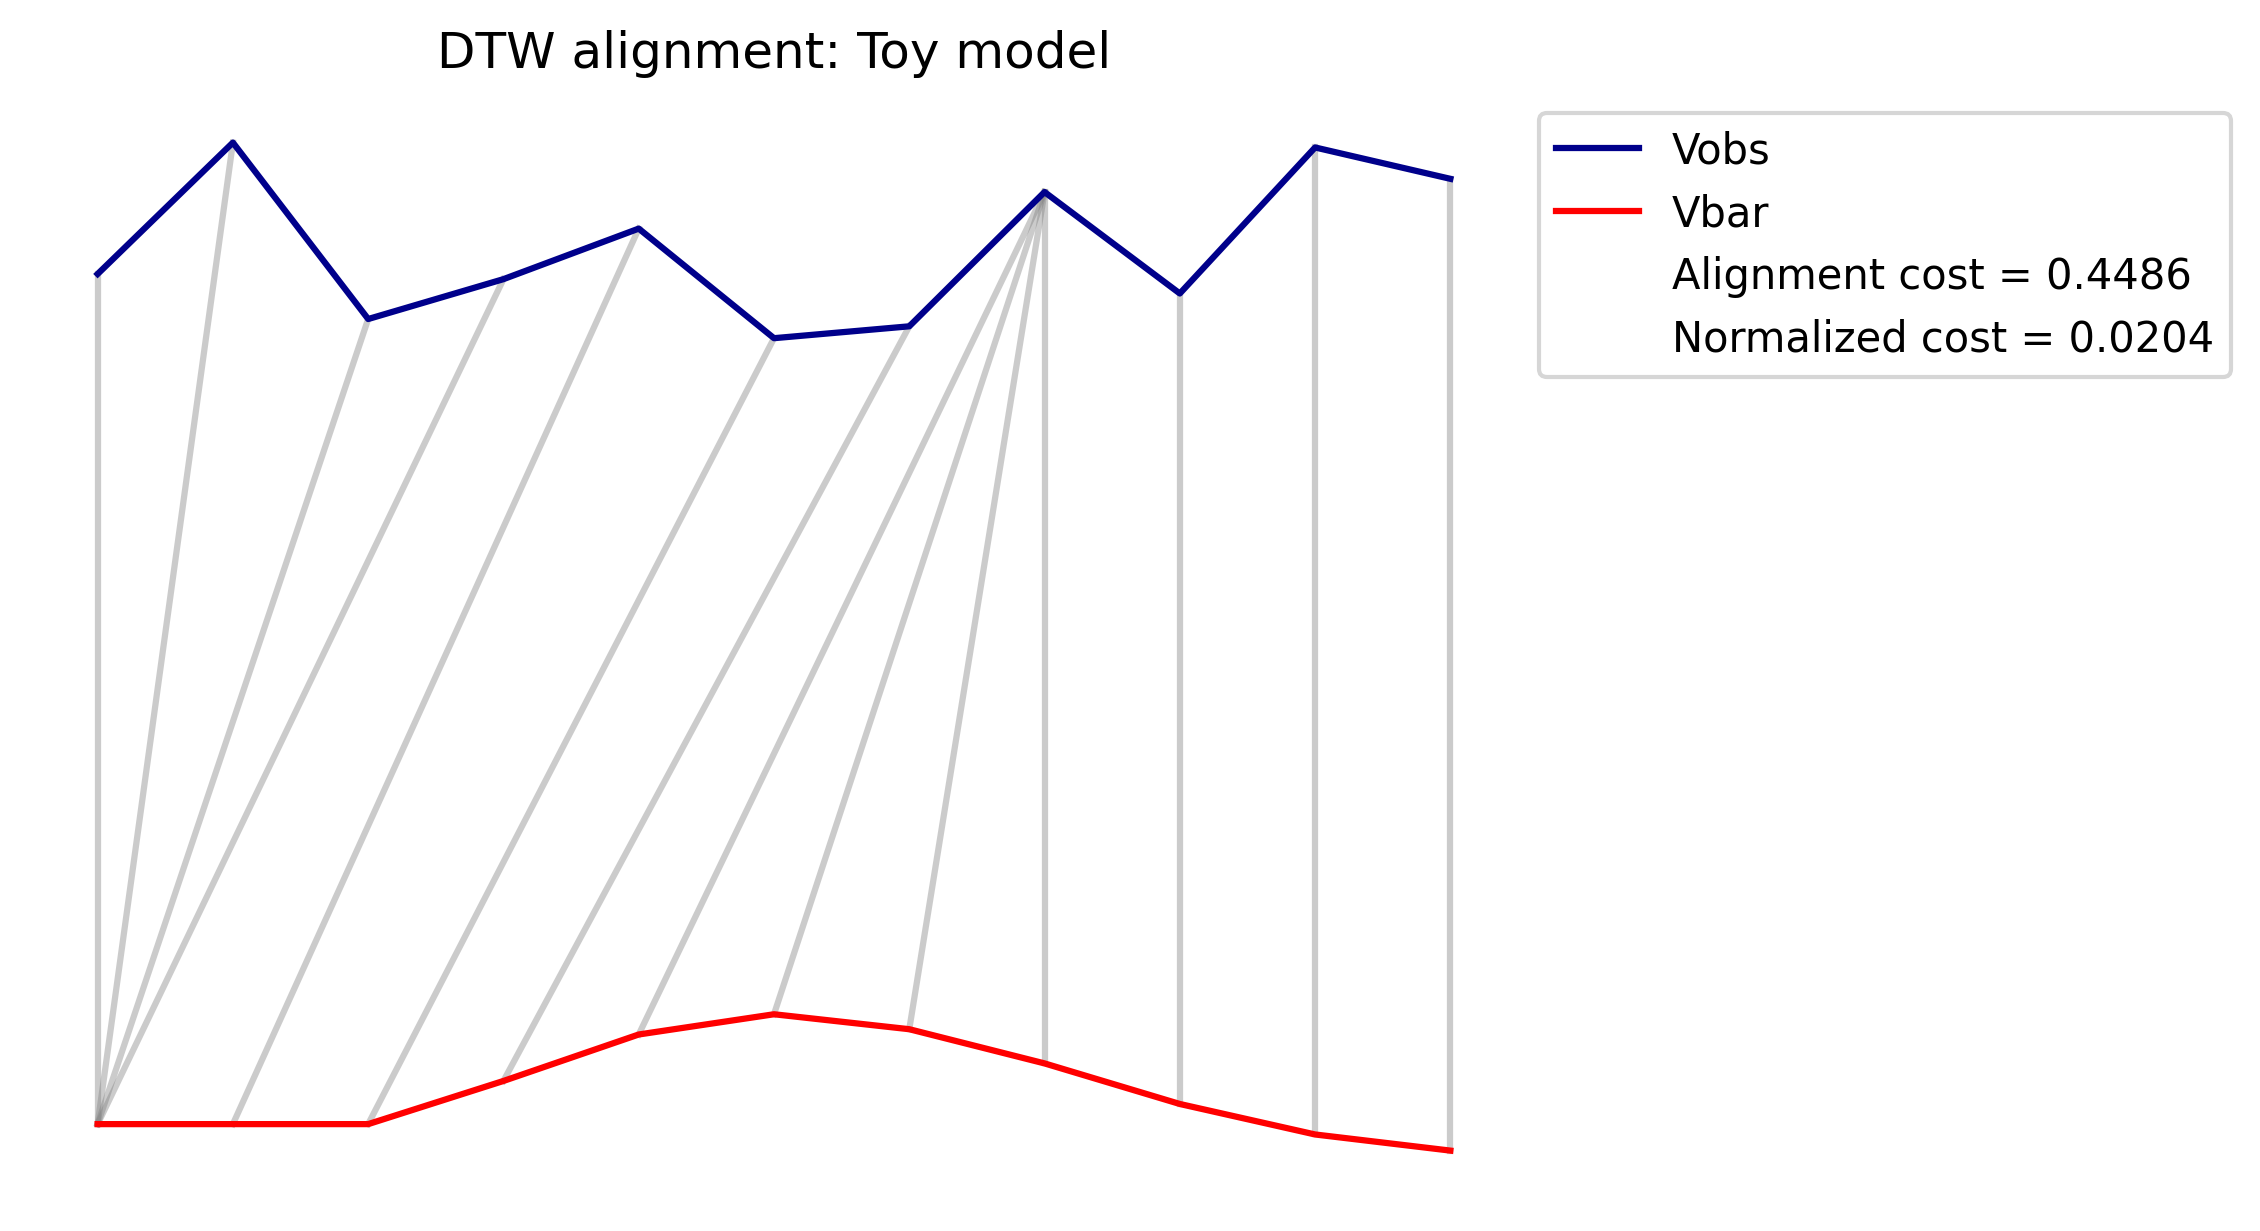 DTW alignment: Toy model
Vobs
Vbar
Alignment cost = 0.4486
Normalized cost = 0.0204